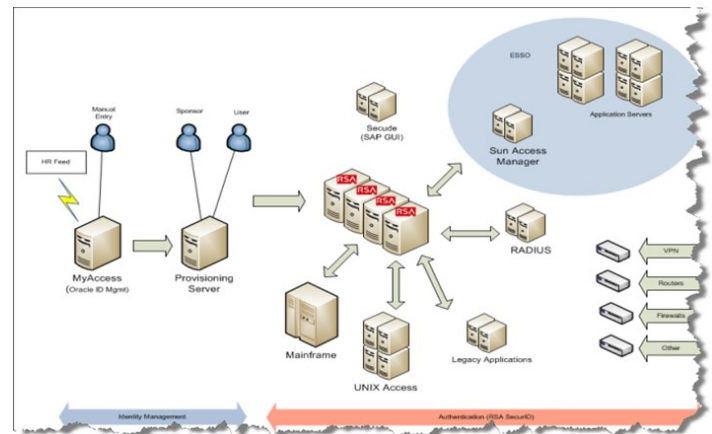 Manual
Entry
Sponsor
User
HR Feed
MyAccess
(Oracle ID Mgmt)
Provisioning
Server
Secude
(SAP GUI)
ESSO
Application Servers
Sun Access
Manager
RSA
RSA
RSA
RSA
RADIUS
Mainframe
UNIX Access
Legacy Applications
VPN
Routers
Firewalls
Other
Identity Management
Authentication (RSA SecurID)